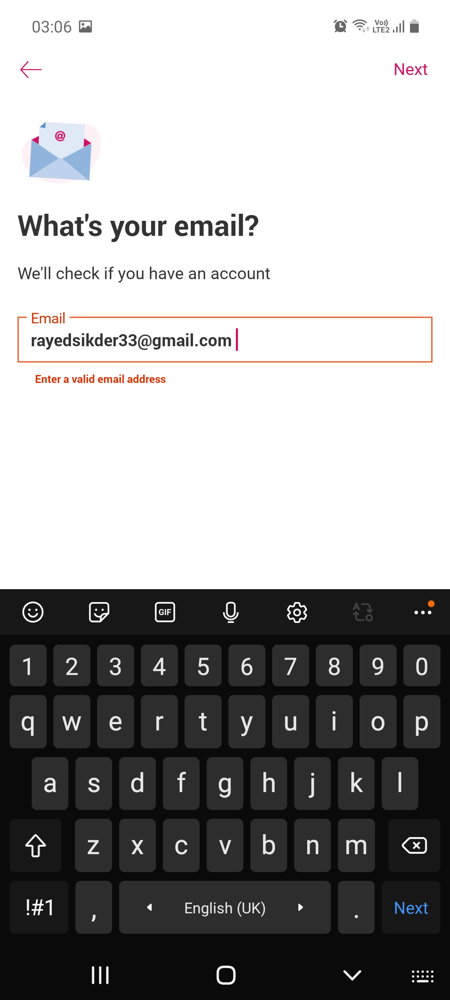 03:06
Vo))
LTE2
Next
@
What's your email?
We'll check if you have an account
Email
rayedsikder33@gmail.com
Enter a valid email address
GIF
A
1 2 3 4 5 6 7 8 9 0
q w e r t y u i o p
a s d f g h j k l
z x c v b n m
!#1 , English (UK) . Next